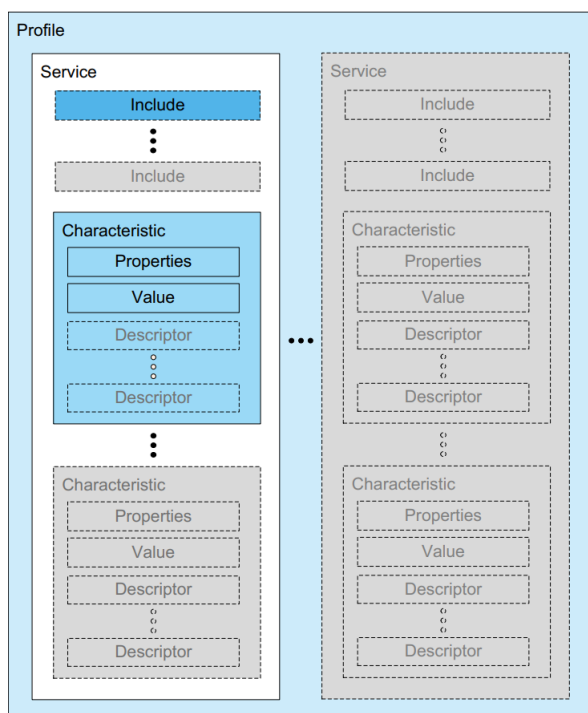 Profile
Service
Include
Include
Characteristic
Properties
Value
Descriptor
Descriptor
Characteristic
Properties
Value
Descriptor
Descriptor
Service
Include
Include
Characteristic
Properties
Value
Descriptor
Descriptor
Characteristic
Properties
Value
Descriptor
Descriptor